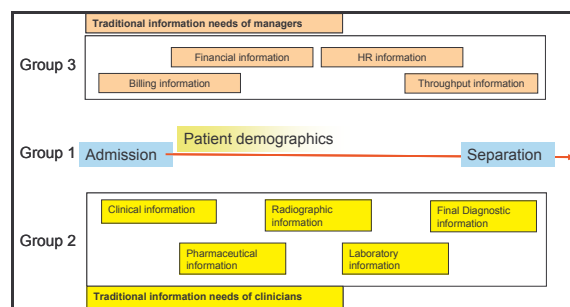 Traditional information needs of managers
Group 3
Financial information
HR information
Billing information
Throughput information
Group 1
Admission
Patient demographics
Separation
Group 2
Clinical information
Radiographic
information
Final Diagnostic
information
Pharmaceutical
information
Laboratory
information
Traditional information needs of clinicians